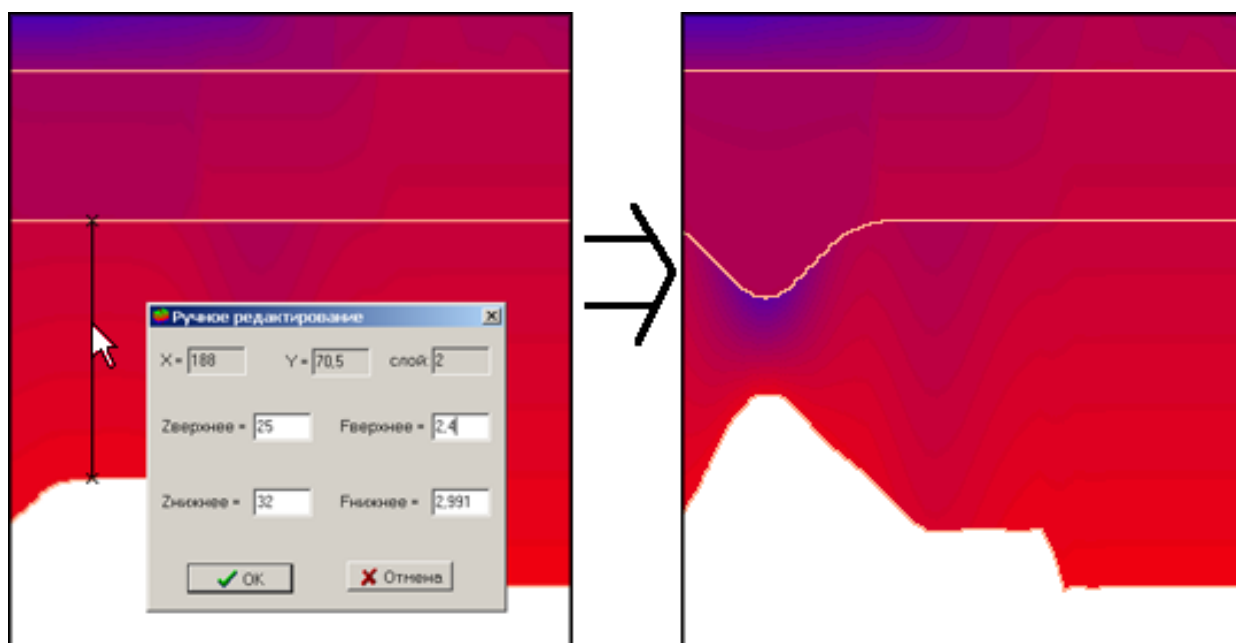 Ручное редактирование
X = 188 Y = 70,5 слой: 2
Zверхнее = 25 Fверхнее = 2,4
Zнижнее = 32 Fнижнее = 2,991
OK Отмена